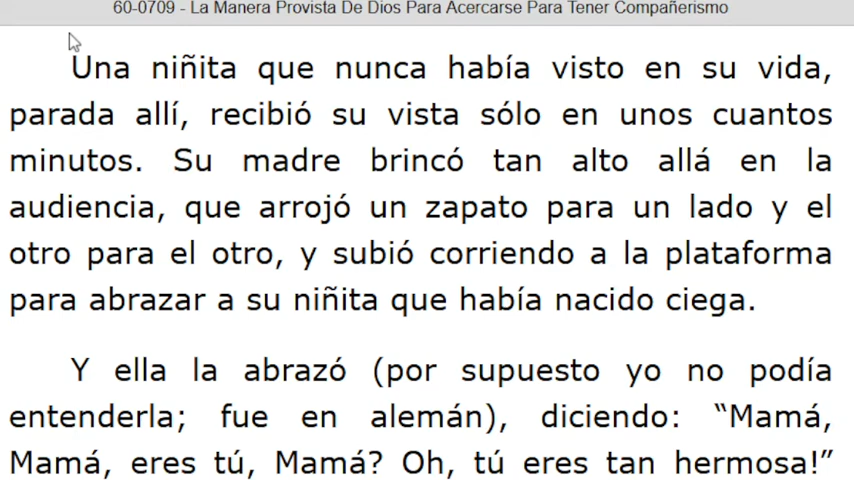 60-0709 - La Manera Provista De Dios Para Acercarse Para Tener Compañerismo
Una niñita que nunca había visto en su vida,
parada allí, recibió su vista sólo en unos cuantos
minutos. Su madre brincó tan alto allá en la
audiencia, que arrojó un zapato para un lado y el
otro para el otro, y subió corriendo a la plataforma
para abrazar a su niñita que había nacido ciega.
Y ella la abrazó (por supuesto yo no podía
entenderla; fue en alemán), diciendo: “Mamá,
Mamá, eres tú, Mamá? Oh, tú eres tan hermosa!”